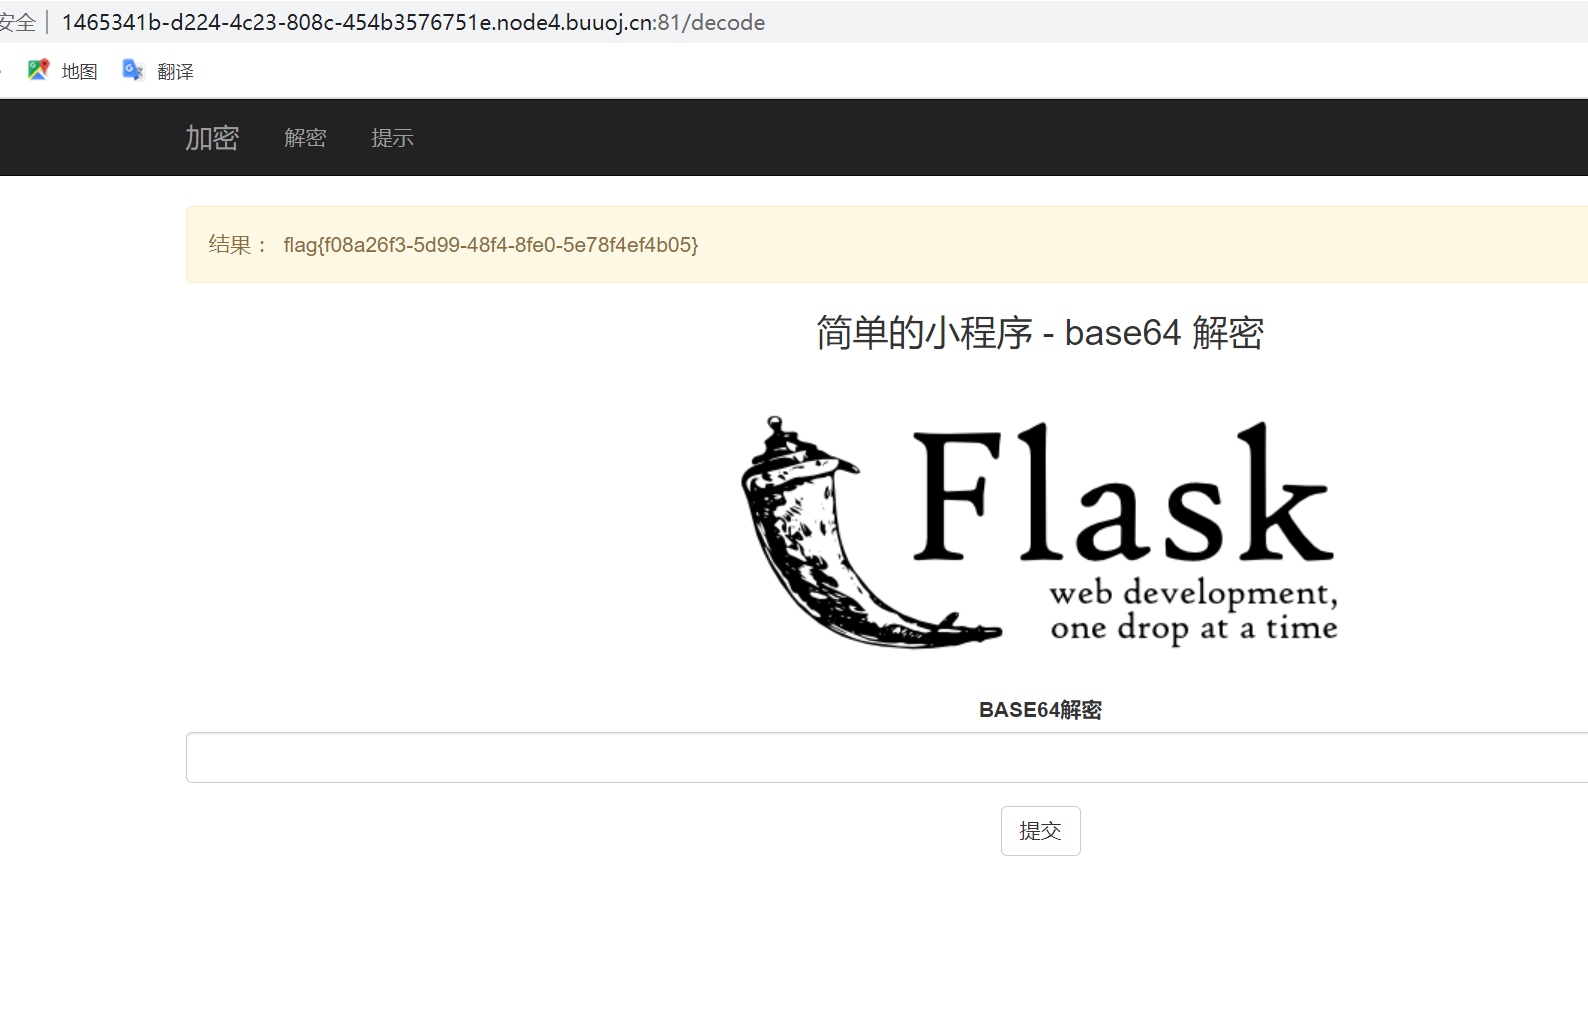 安全 | 1465341b-d224-4c23-808c-454b3576751e.node4.buuoj.cn:81/decode
地图 翻译
加密 解密 提示
结果： flag{f08a26f3-5d99-48f4-8fe0-5e78f4ef4b05}
简单的小程序 - base64 解密
Flask
web development,
one drop at a time
BASE64解密
提交